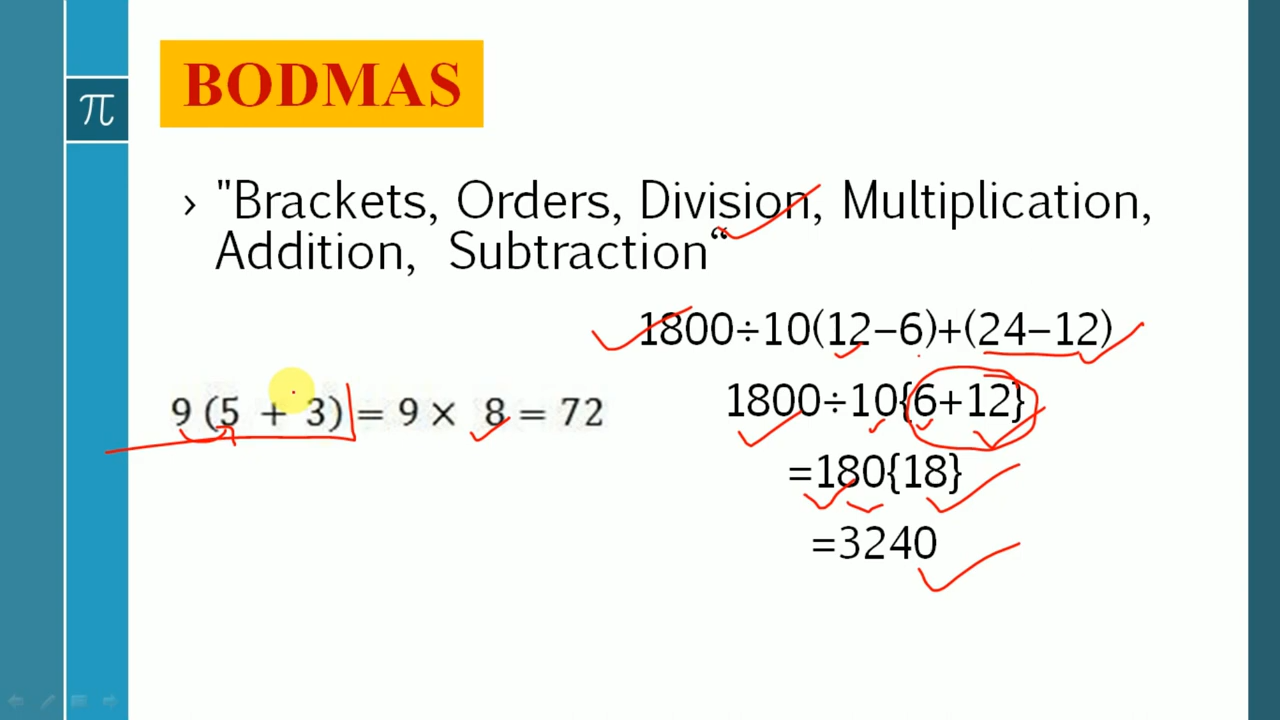 π
BODMAS
› "Brackets, Orders, Division, Multiplication,
Addition, Subtraction“
1800÷10(12−6)+(24−12)
9 (5 + 3) = 9 × 8 = 72
1800÷10{6+12}
=180{18}
=3240